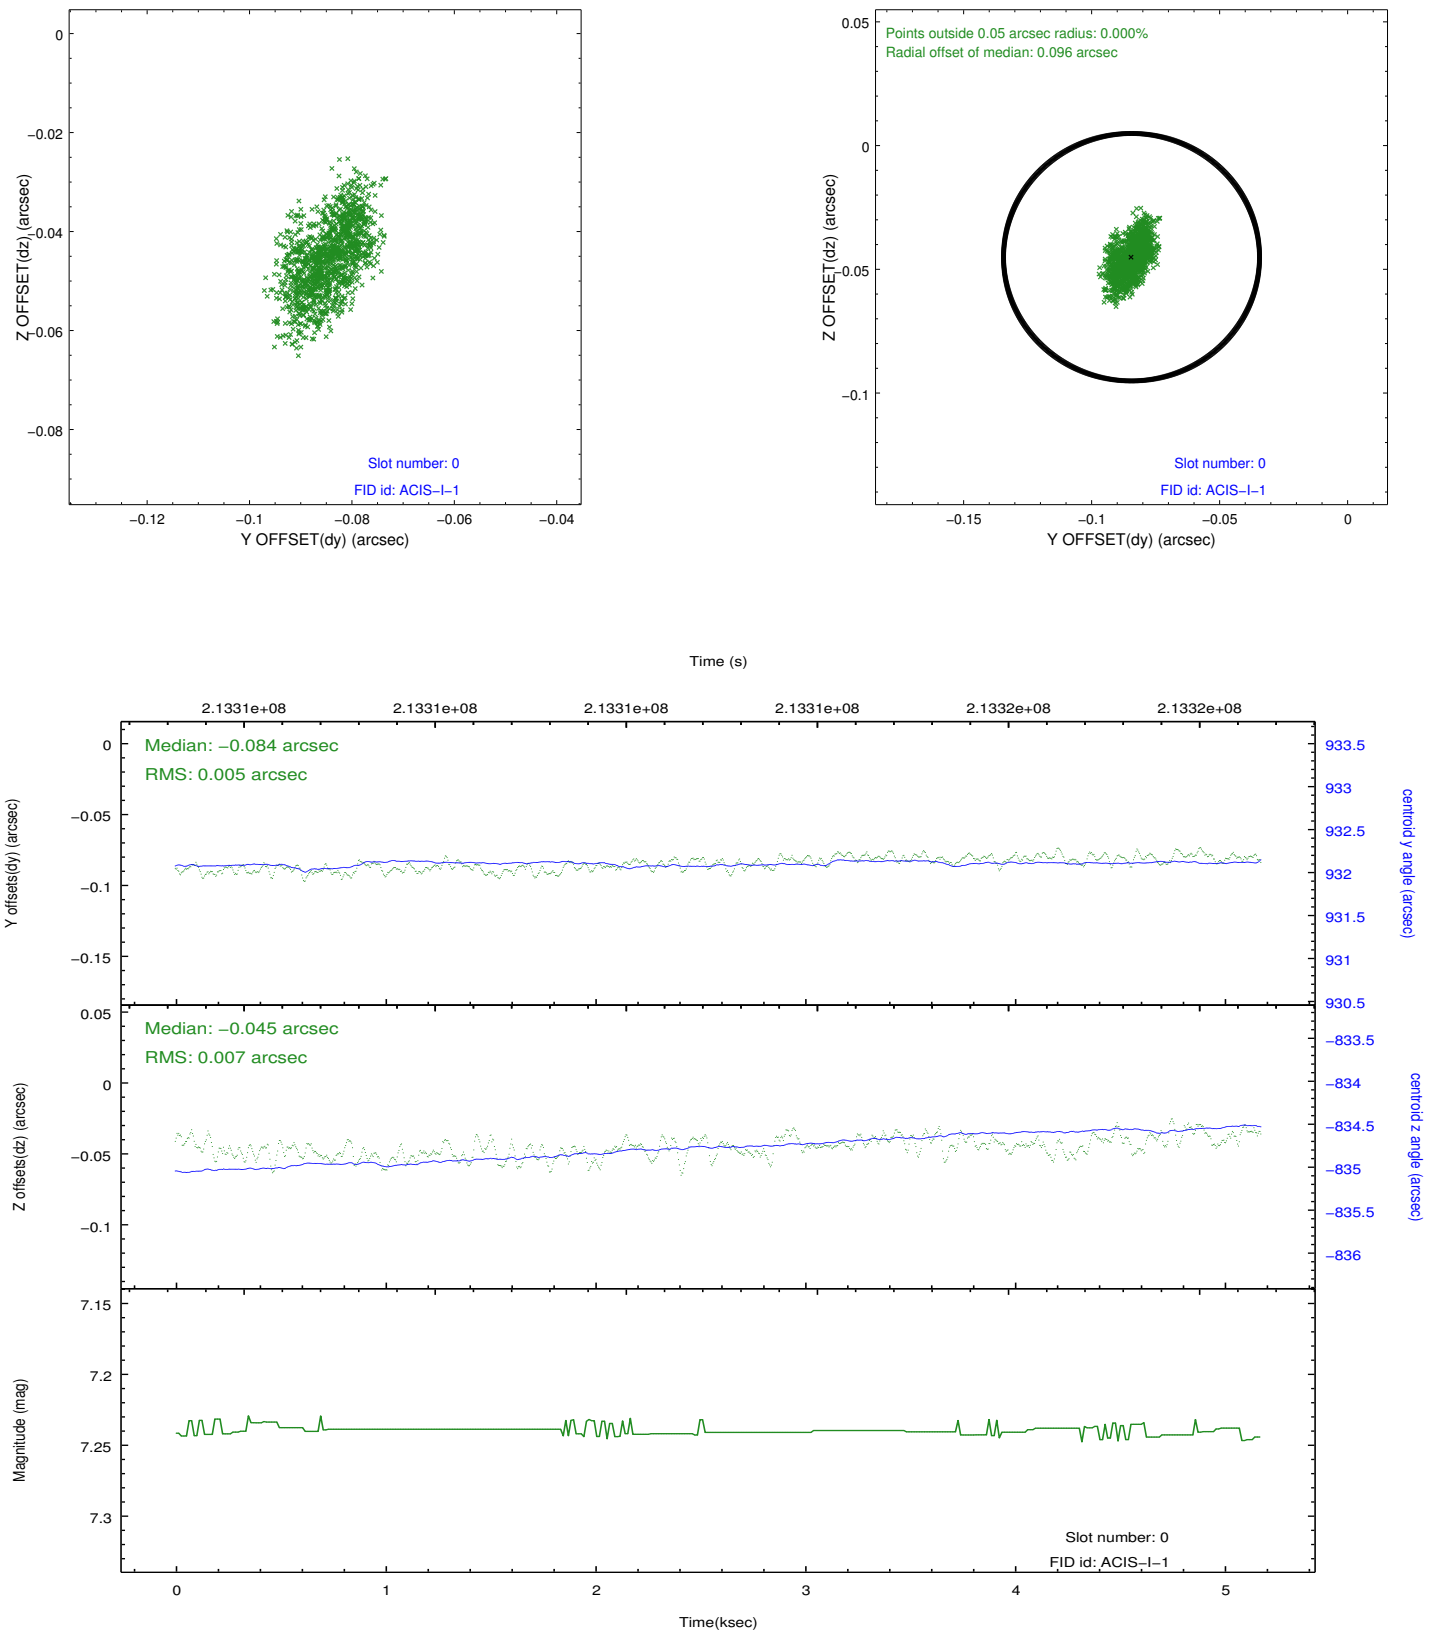 0
−0.02
−0.04
−0.06
−0.08
Z OFFSET(dz) (arcsec)
Slot number: 0
FID id: ACIS−I−1
−0.12
−0.1
−0.08
−0.06
−0.04
Y OFFSET(dy) (arcsec)
Points outside 0.05 arcsec radius: 0.000%
Radial offset of median: 0.096 arcsec
0.05
0
−0.05
−0.1
Z OFFSET(dz) (arcsec)
Slot number: 0
FID id: ACIS−I−1
−0.15
−0.1
−0.05
0
Y OFFSET(dy) (arcsec)
Time (s)
2.1331e+08
2.1331e+08
2.1331e+08
2.1331e+08
2.1332e+08
2.1332e+08
Median: −0.084 arcsec
RMS: 0.005 arcsec
0
−0.05
−0.1
−0.15
Y offsets(dy) (arcsec)
933.5
933
932.5
932
931.5
931
930.5
centroid y angle (arcsec)
Median: −0.045 arcsec
RMS: 0.007 arcsec
0.05
0
−0.05
−0.1
Z offsets(dz) (arcsec)
−833.5
−834
−834.5
−835
−835.5
−836
centroid z angle (arcsec)
7.15
7.2
7.25
7.3
Magnitude (mag)
Slot number: 0
FID id: ACIS−I−1
0
1
2
3
4
5
Time(ksec)